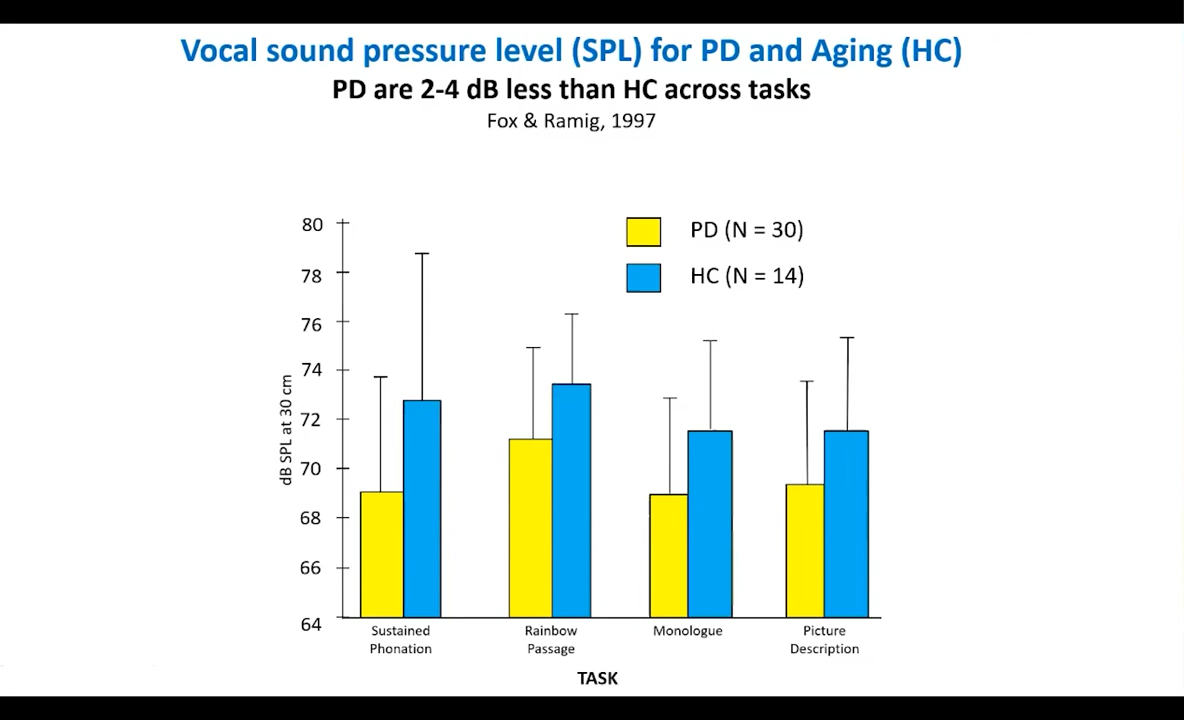 Vocal sound pressure level (SPL) for PD and Aging (HC)
PD are 2-4 dB less than HC across tasks
Fox & Ramig, 1997
80
78
76
74
72
70
68
66
64
dB SPL at 30 cm
PD (N = 30)
HC (N = 14)
Sustained
Phonation
Rainbow
Passage
Monologue
Picture
Description
TASK